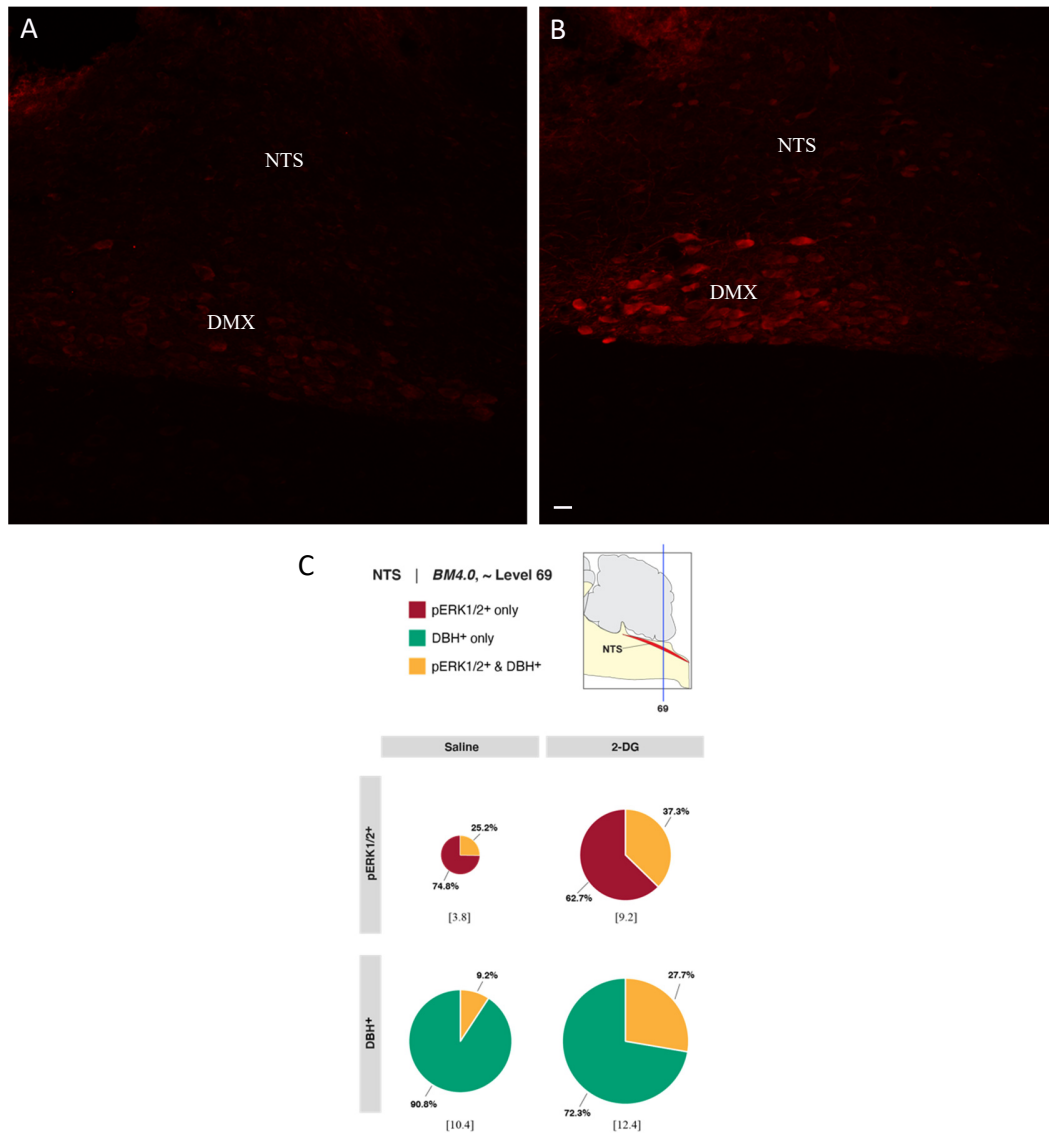 A
B
NTS
NTS
DMX
DMX
C
NTS | BM4.0, ~ Level 69
pERK1/2+ only
DBH+ only
pERK1/2+ & DBH+
NTS
69
Saline
2-DG
pERK1/2+
25.2%
74.8%
[3.8]
37.3%
62.7%
[9.2]
DBH+
9.2%
90.8%
[10.4]
27.7%
72.3%
[12.4]